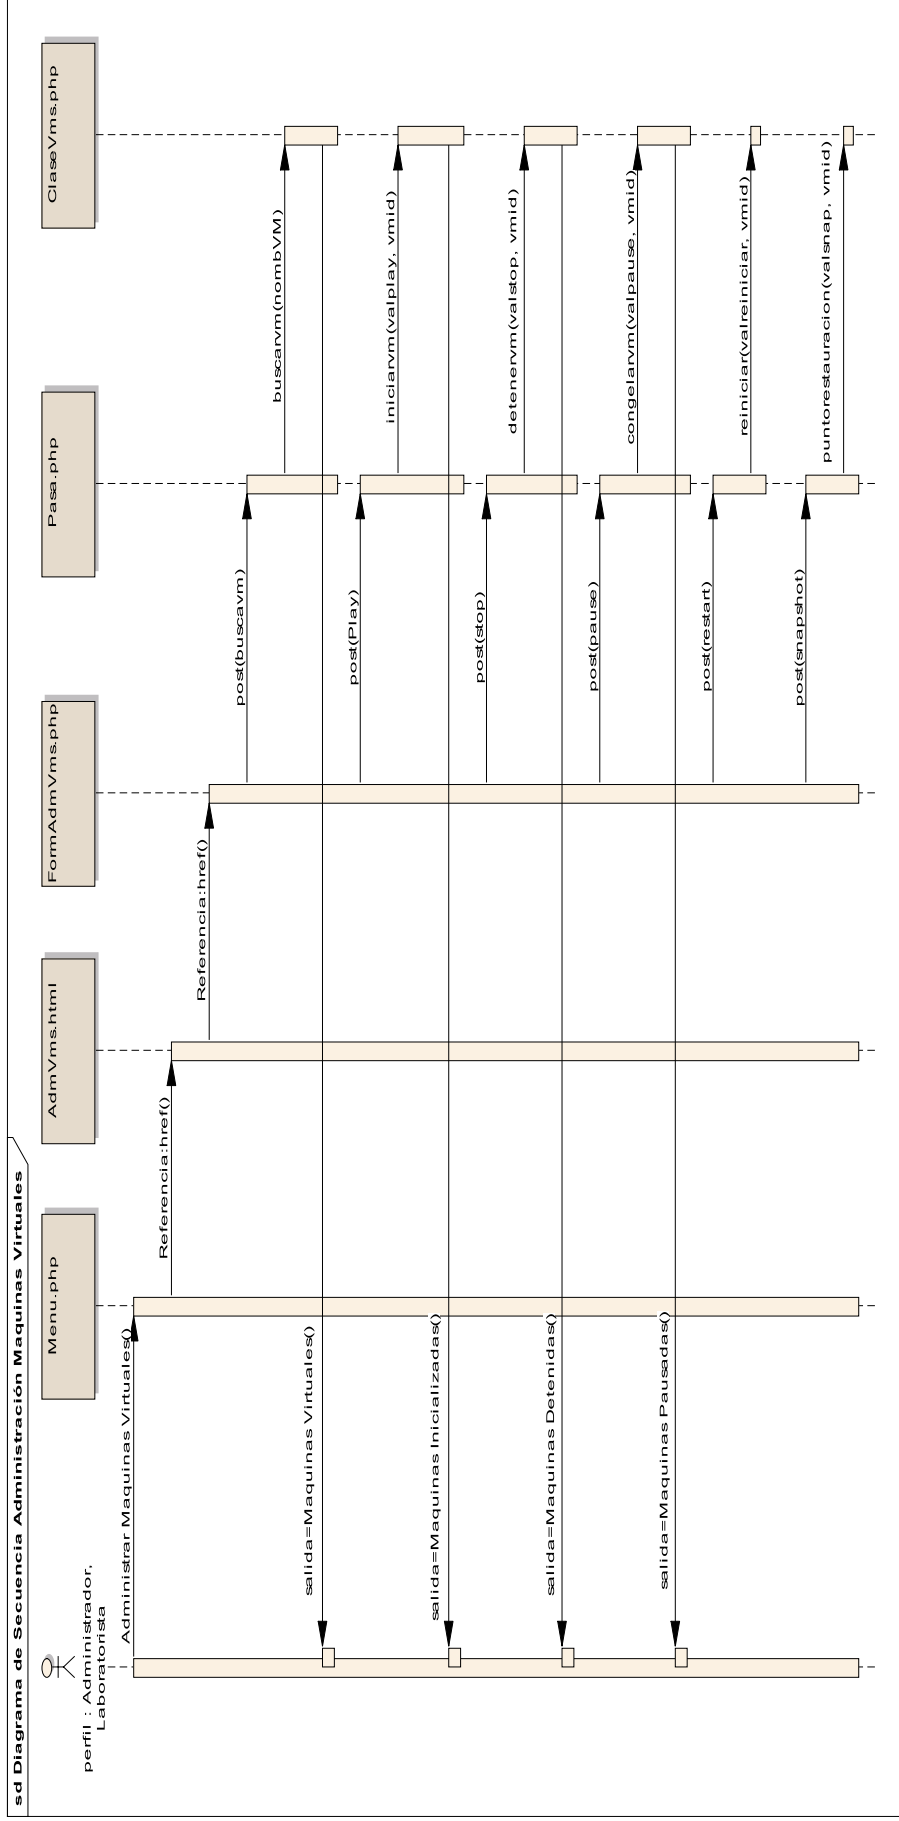 sd Diagrama de Secuencia Administración Maquinas Virtuales
perfil : Administrador,
Laboratorista
Menu.php
AdmVms.html
FormAdmVms.php
Pasa.php
ClaseVms.php
Administrar Maquinas Virtuales()
Referencia:href()
Referencia:href()
post(buscavm)
buscarvm(nombVM)
salida=Maquinas Virtuales()
post(Play)
iniciarvm(valplay, vmid)
salida=Maquinas Inicializadas()
post(stop)
detenervm(valstop, vmid)
salida=Maquinas Detenidas()
post(pause)
congelarvm(valpause, vmid)
salida=Maquinas Pausadas()
post(restart)
reiniciar(valreiniciar, vmid)
post(snapshot)
puntorestauracion(valsnap, vmid)